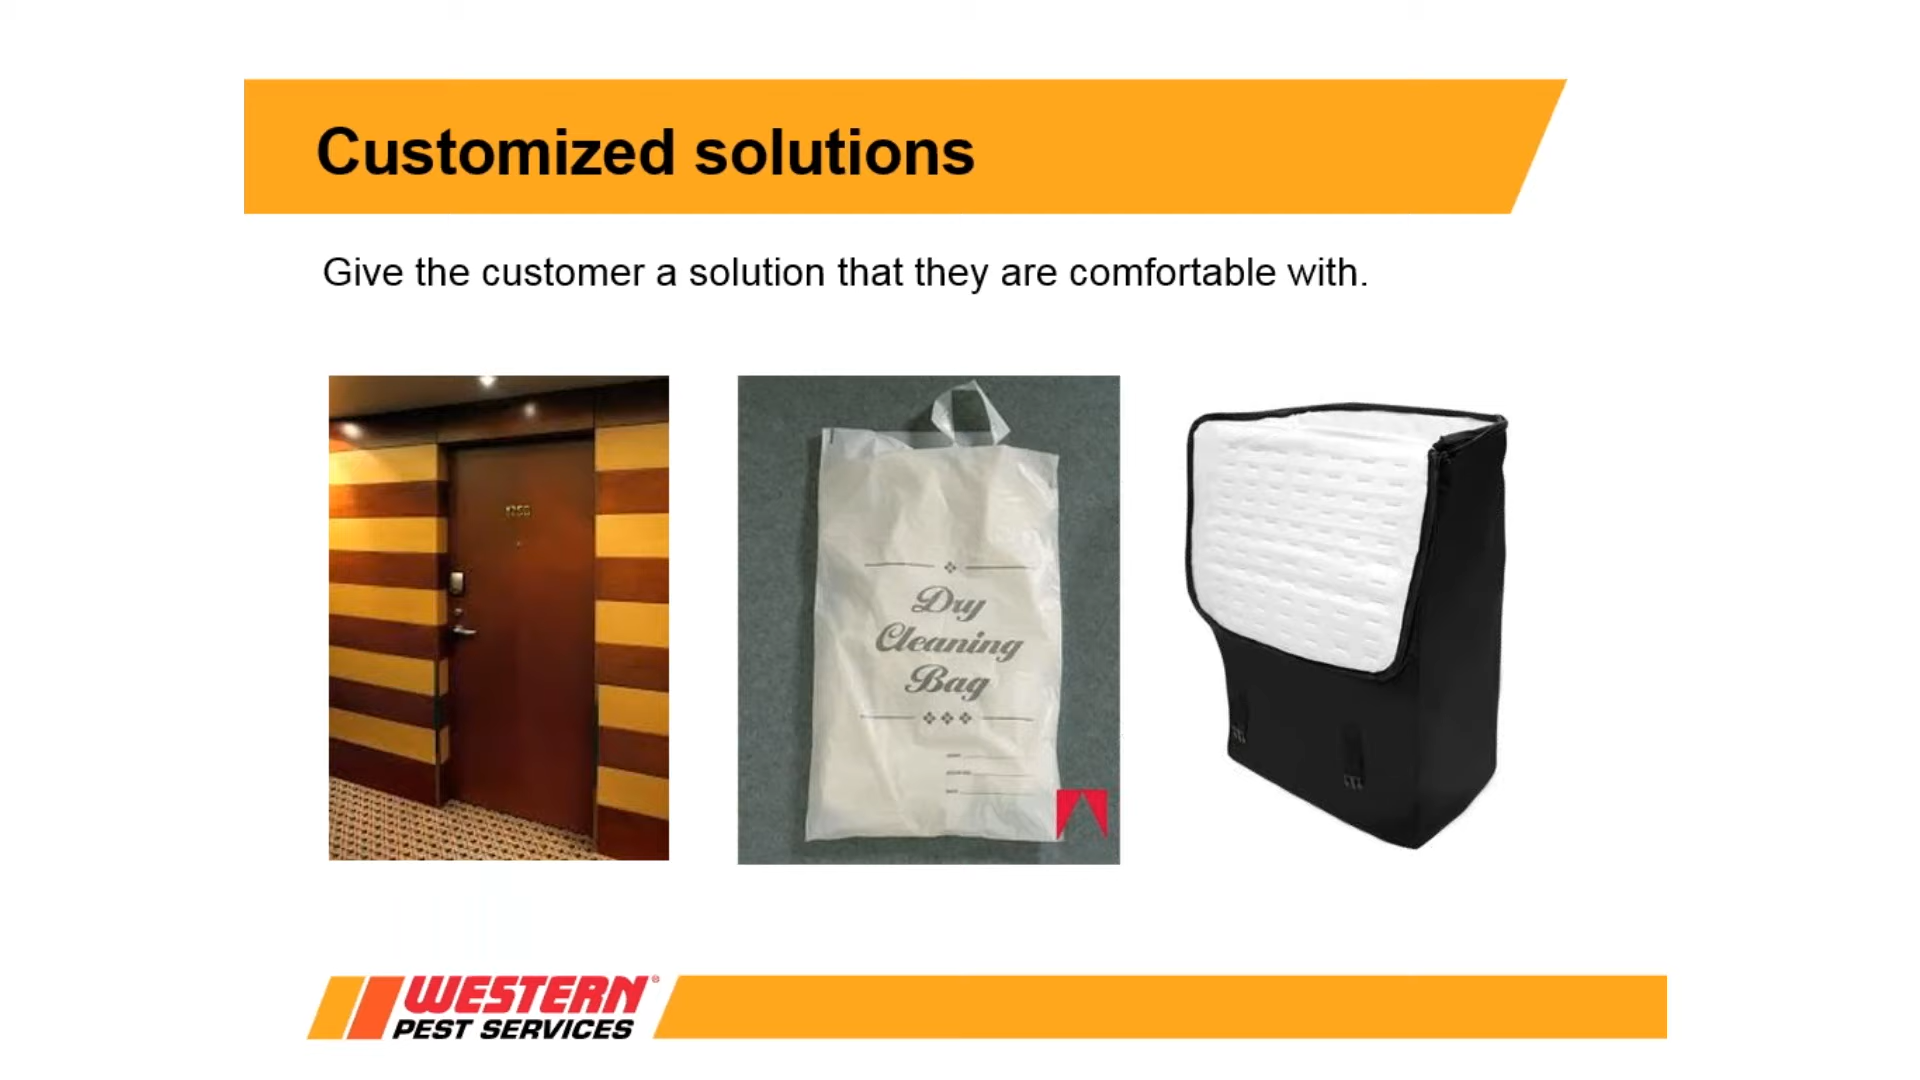 Customized solutions
Give the customer a solution that they are comfortable with.
Dry
Cleaning
Bag
WESTERN®
PEST SERVICES